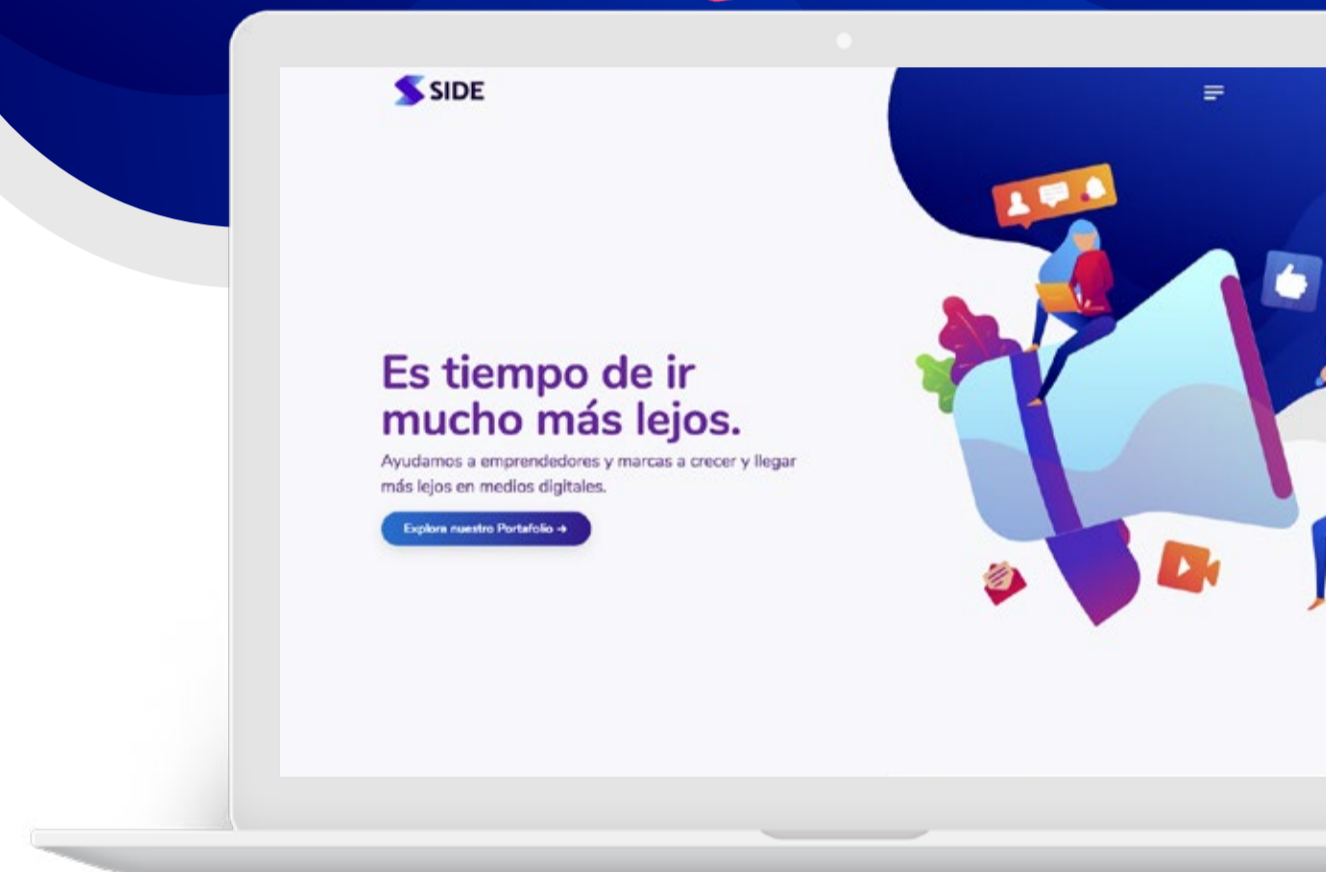 SIDE
Es tiempo de ir
mucho más lejos.
Ayudamos a emprendedores y marcas a crecer y llegar
más lejos en medios digitales.
Explora nuestro Portafolio →